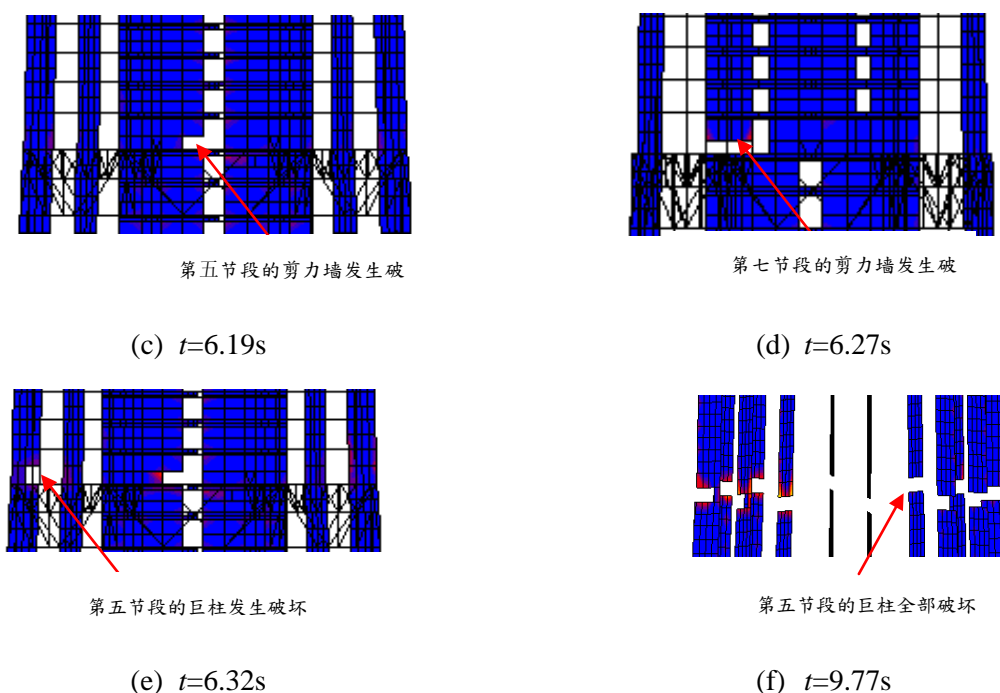 第五节段的剪力墙发生破
第七节段的剪力墙发生破
(c) t=6.19s
(d) t=6.27s
第五节段的巨柱发生破坏
第五节段的巨柱全部破坏
(e) t=6.32s
(f) t=9.77s